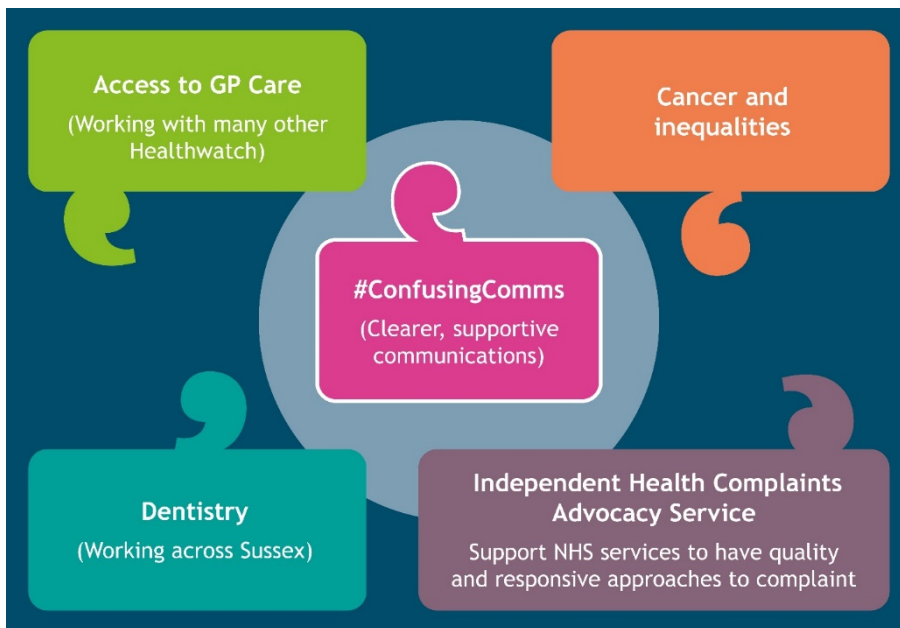 Access to GP Care
(Working with many other
Healthwatch)
Cancer and
inequalities
#ConfusingComms
(Clearer, supportive
communications)
Dentistry
(Working across Sussex)
Independent Health Complaints
Advocacy Service
Support NHS services to have quality
and responsive approaches to complaint